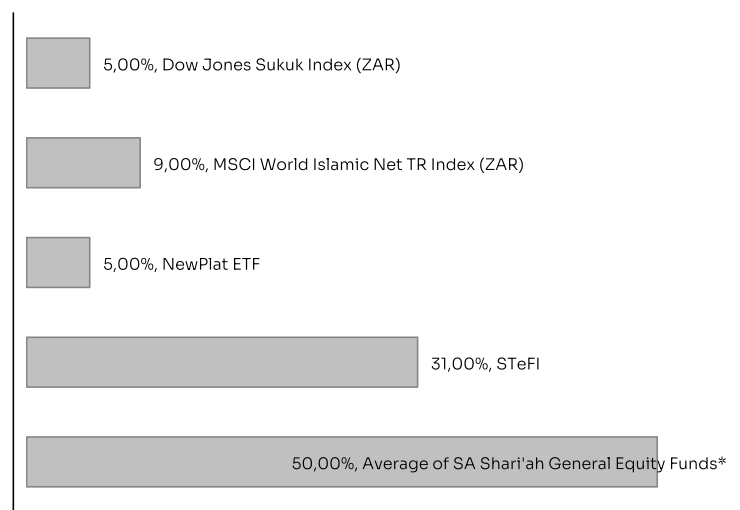 5,00%, Dow Jones Sukuk Index (ZAR)
9,00%, MSCI World Islamic Net TR Index (ZAR)
5,00%, NewPlat ETF
31,00%, STeFI
50,00%, Average of SA Shari'ah General Equity Funds*